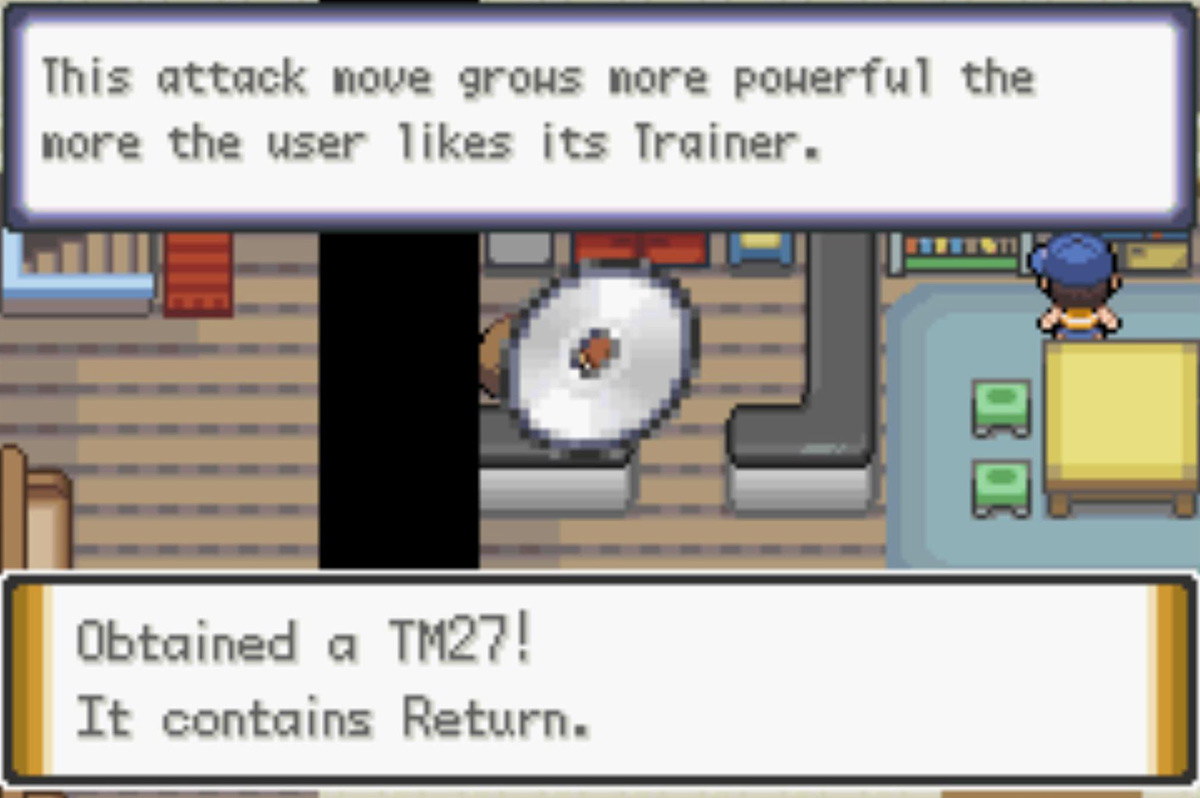 This attack move grows more powerful the
more the user likes its Trainer.
Obtained a TM27!
It contains Return.